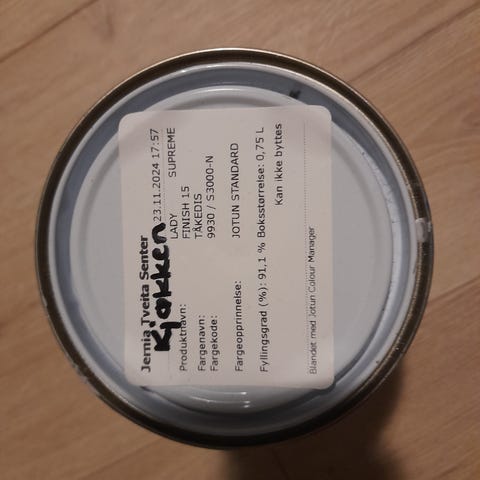 Jernia Tveita Senter 23.11.2024 17:57
Kjøkken
Produktnavn: LADY SUPREME
FINISH 15
Fargenavn: TÅKEDIS
Fargekode: 9930 / S3000-N
Fargeopprinnelse: JOTUN STANDARD
Fyllingsgrad (%): 91,1 % Boksstørrelse: 0,75 L
Kan ikke byttes
Blandet med Jotun Colour Manager